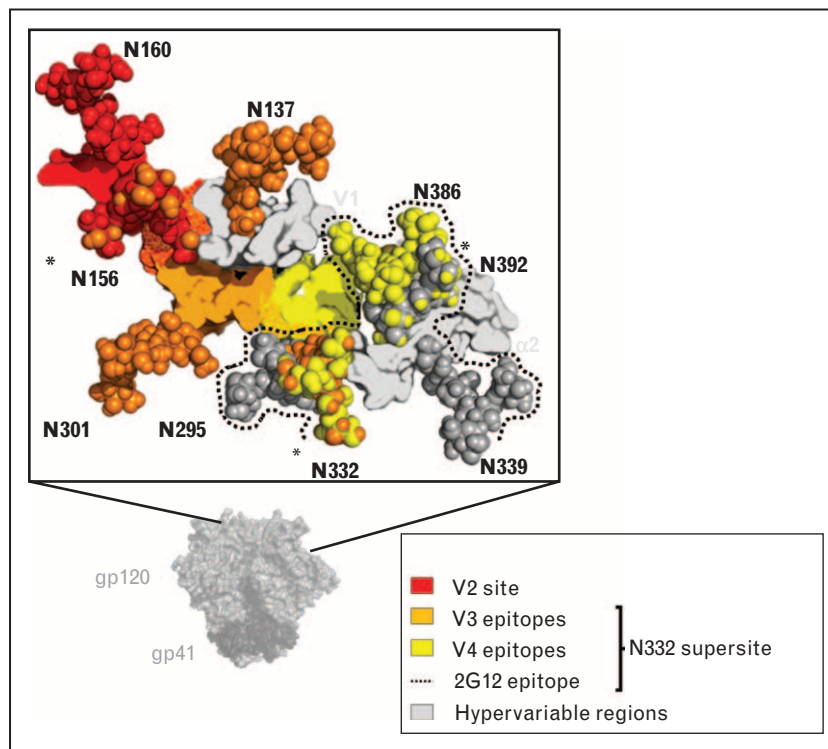 N160
N137
V1
N386
*
N392
*
N156
α2
N301
N295
*
N332
N339
gp120
gp41
V2 site
V3 epitopes
V4 epitopes
N332 supersite
2G12 epitope
Hypervariable regions